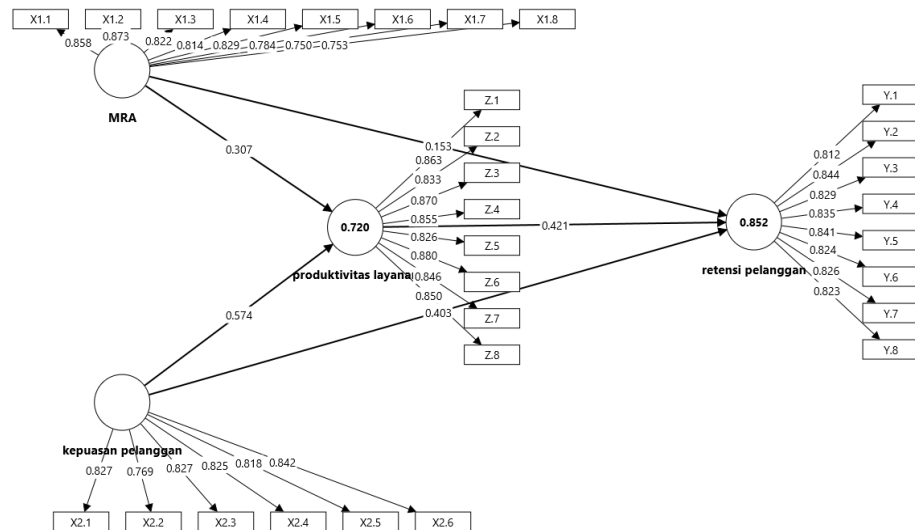 X1.1 X1.2 X1.3 X1.4 X1.5 X1.6 X1.7 X1.8
0.858 0.873 0.822 0.814 0.829 0.784 0.750 0.753
MRA
0.307
0.153
Z.1
Z.2
Z.3
Z.4
Z.5
Z.6
Z.7
Z.8
0.863
0.833
0.870
0.855
0.826
0.880
0.846
0.850
0.720
produktivitas layana
0.421
0.403
0.574
Y.1
Y.2
Y.3
Y.4
Y.5
Y.6
Y.7
Y.8
0.812
0.844
0.829
0.835
0.841
0.824
0.826
0.823
0.852
retensi pelanggan
kepuasan pelanggan
0.827 0.769 0.827 0.825 0.818 0.842
X2.1 X2.2 X2.3 X2.4 X2.5 X2.6